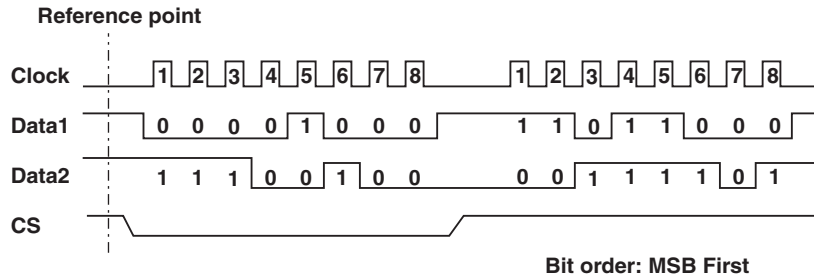 Reference point
Clock 1 2 3 4 5 6 7 8 1 2 3 4 5 6 7 8
Data1 0 0 0 0 1 0 0 0 1 1 0 1 1 0 0 0
Data2 1 1 1 0 0 1 0 0 0 0 1 1 1 1 0 1
CS
Bit order: MSB First